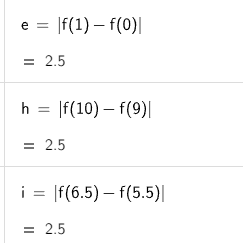 e = |f(1) − f(0)|
= 2.5
h = |f(10) − f(9)|
= 2.5
i = |f(6.5) − f(5.5)|
= 2.5